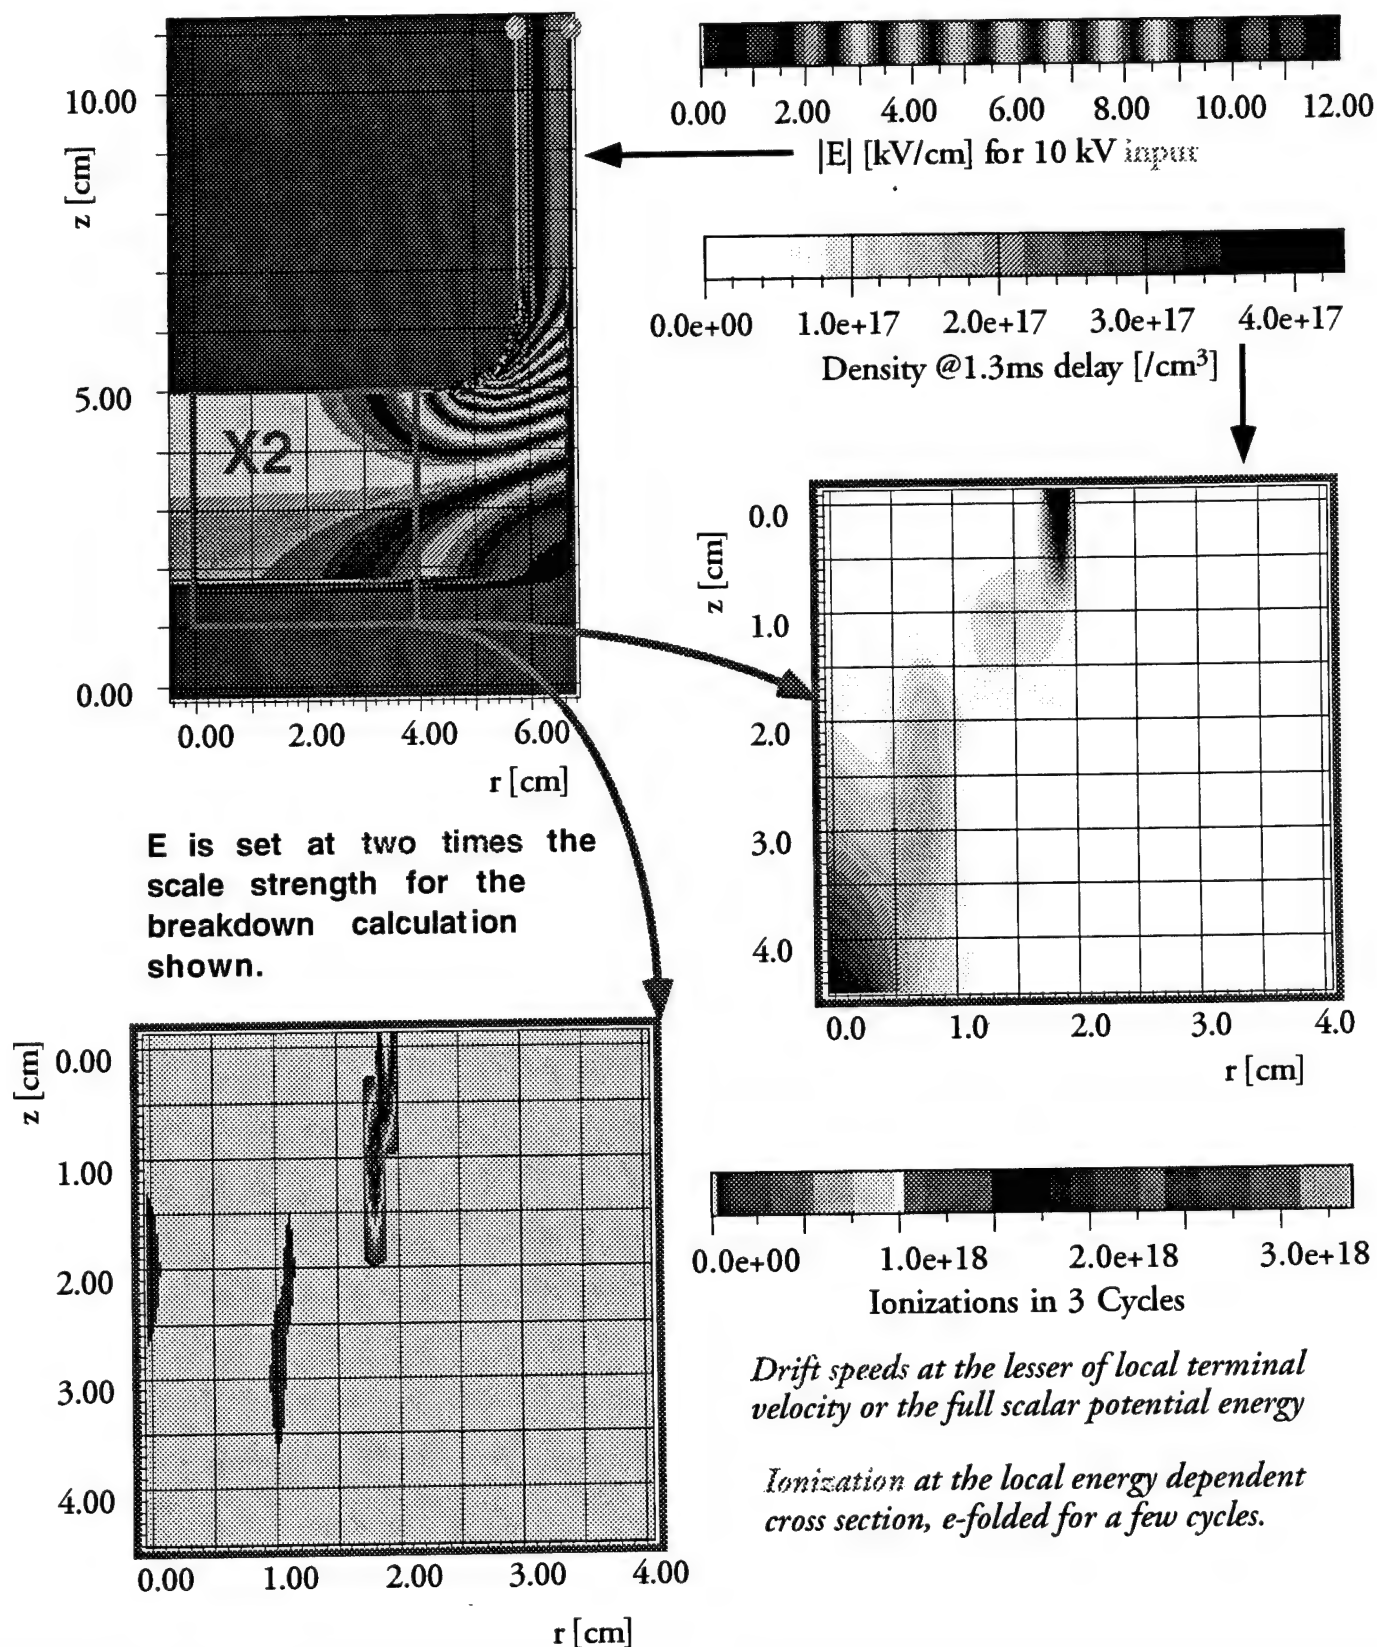 10.00
5.00
0.00
z [cm]
X2
0.00 2.00 4.00 6.00
r [cm]
0.00 2.00 4.00 6.00 8.00 10.00 12.00
|E| [kV/cm] for 10 kV input
0.0e+00 1.0e+17 2.0e+17 3.0e+17 4.0e+17
Density @1.3ms delay [/cm³]
0.0
1.0
2.0
3.0
4.0
z [cm]
0.0 1.0 2.0 3.0 4.0
r [cm]
E is set at two times the
scale strength for the
breakdown calculation
shown.
z [cm]
0.00
1.00
2.00
3.00
4.00
0.00 1.00 2.00 3.00 4.00
r [cm]
0.0e+00 1.0e+18 2.0e+18 3.0e+18
Ionizations in 3 Cycles
Drift speeds at the lesser of local terminal
velocity or the full scalar potential energy
Ionization at the local energy dependent
cross section, e-folded for a few cycles.